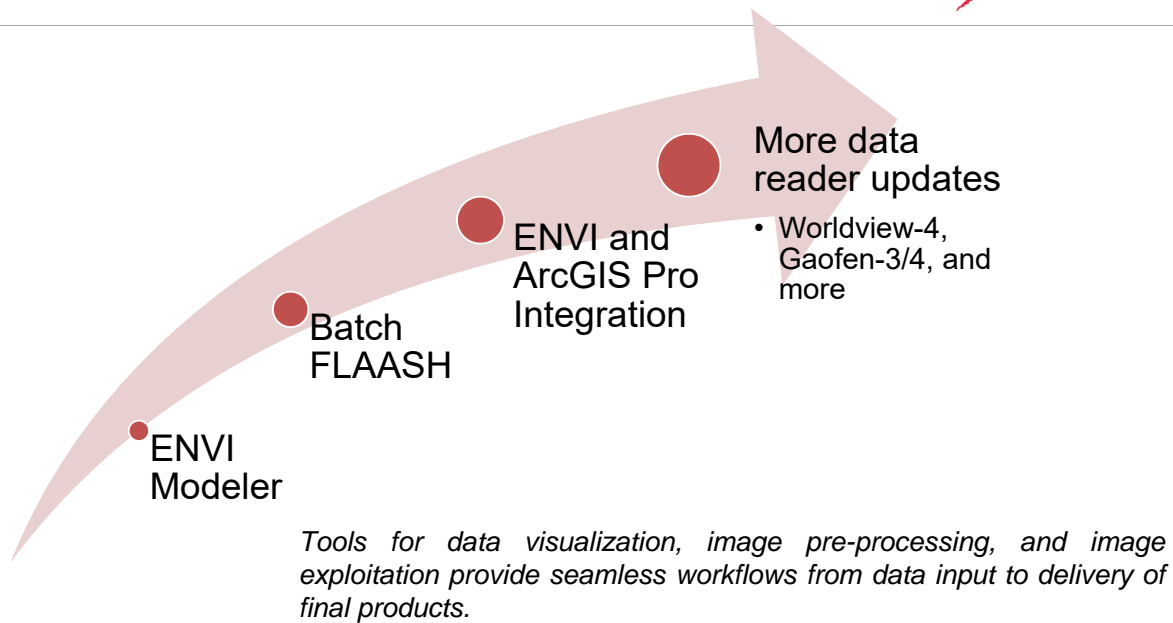 More data
reader updates
• Worldview-4,
Gaofen-3/4, and
more
ENVI and
ArcGIS Pro
Integration
Batch
FLAASH
ENVI
Modeler
Tools for data visualization, image pre-processing, and image
exploitation provide seamless workflows from data input to delivery of
final products.